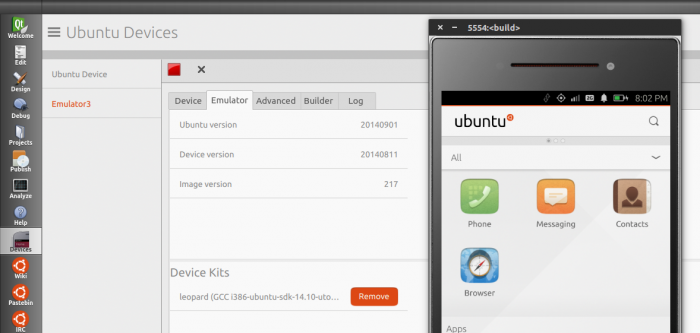 Welcome
Edit
Design
Debug
Projects
Publish
Analyze
Help
Devices
Wiki
Pastebin
IRC
Ubuntu Devices
Ubuntu Device
Emulator3
Device Emulator Advanced Builder Log
Ubuntu version 20140901
Device version 20140811
Image version 217
Device Kits
leopard (GCC i386-ubuntu-sdk-14.10-uto...
Remove
5554:<build>
3G 8:02 PM
ubuntu
All
Phone Messaging Contacts
Browser
Apps